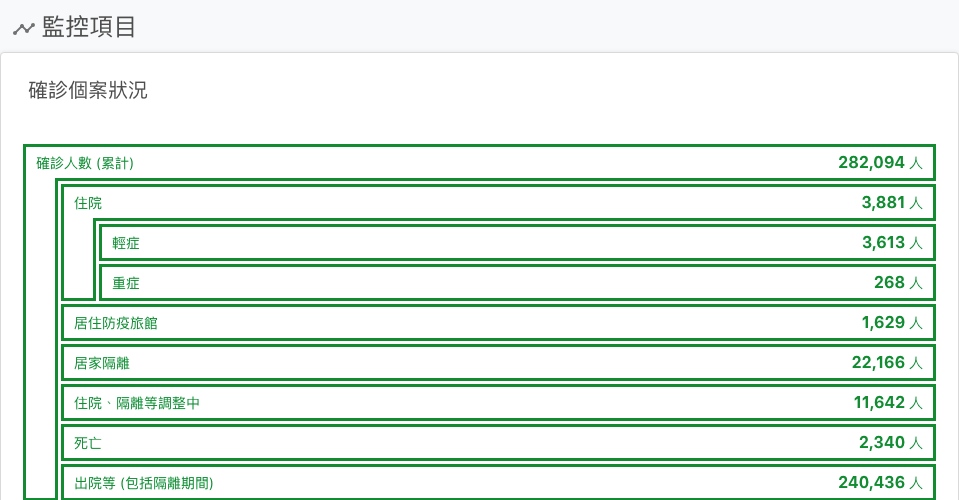 監控項目
確診個案狀況
確診人數 (累計) 282,094 人
住院 3,881 人
輕症 3,613 人
重症 268 人
居住防疫旅館 1,629 人
居家隔離 22,166 人
住院、隔離等調整中 11,642 人
死亡 2,340 人
出院等 (包括隔離期間) 240,436 人